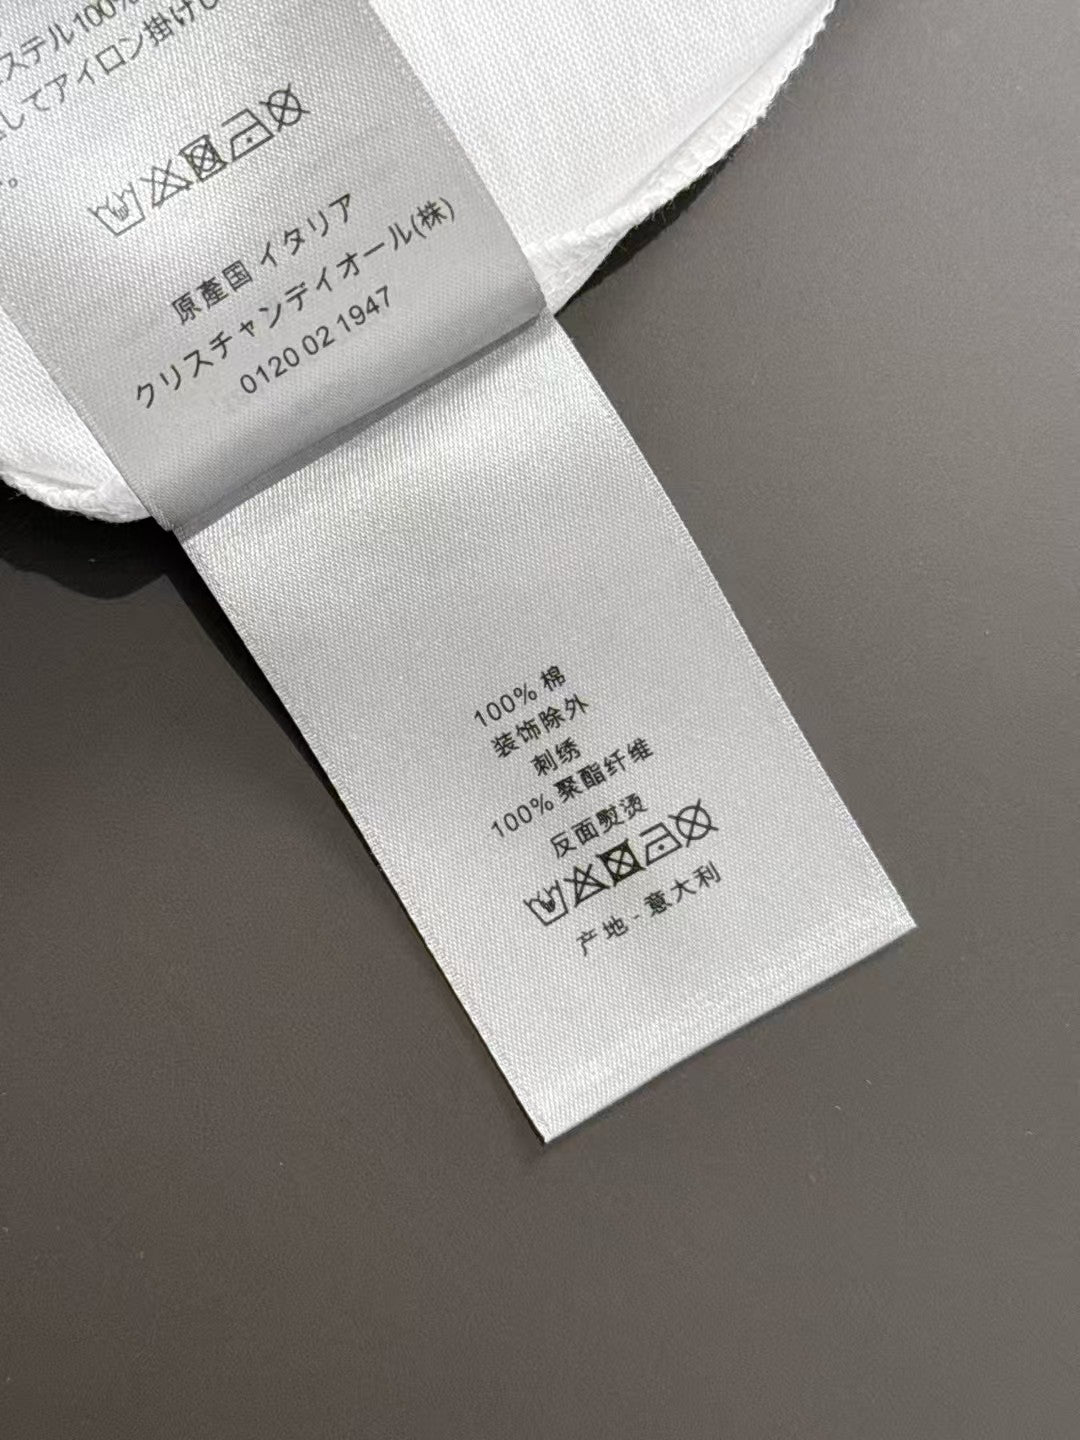 ステル100%
してアイロン掛けし
。
原產国 イタリア
クリスチャンディオール(株)
0120 02 1947
100% 棉
装饰除外
刺绣
100% 聚酯纤维
反面熨烫
产地 - 意大利